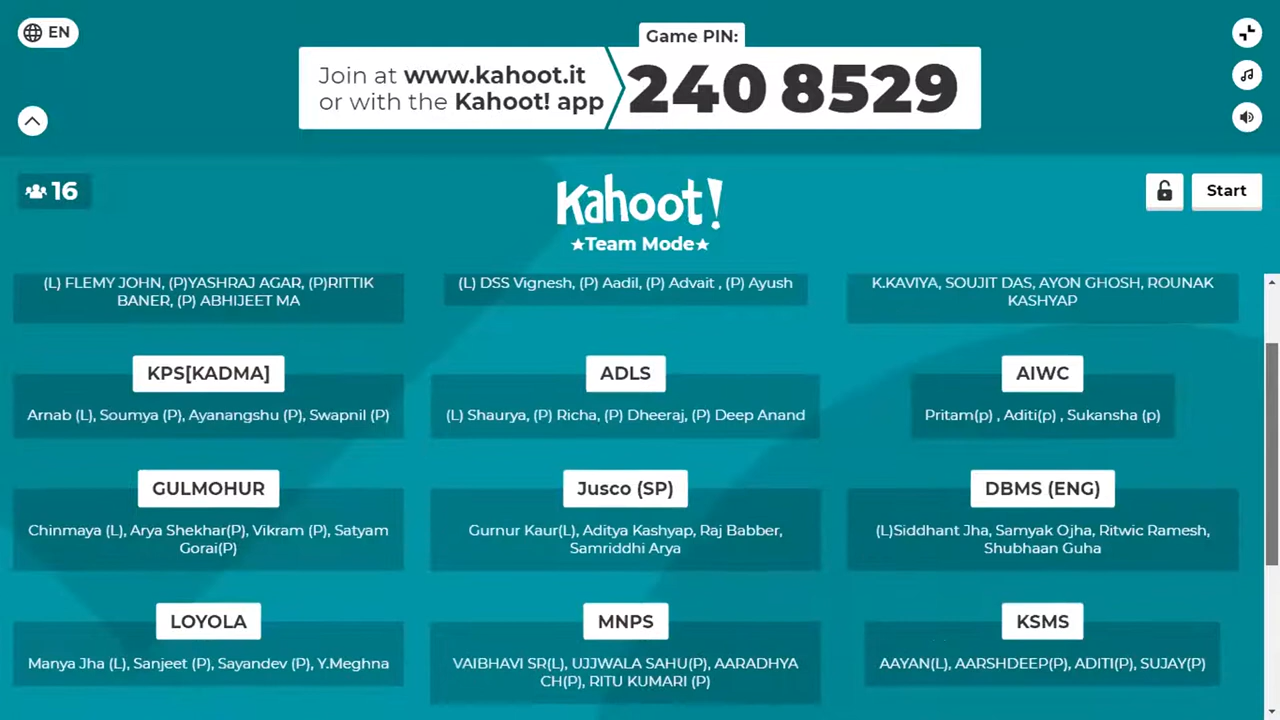 EN
Game PIN:
Join at www.kahoot.it
or with the Kahoot! app
240 8529
16
Kahoot!
★Team Mode★
Start
(L) FLEMY JOHN, (P)YASHRAJ AGAR, (P)RITTIK
BANER, (P) ABHIJEET MA
(L) DSS Vignesh, (P) Aadil, (P) Advait , (P) Ayush
K.KAVIYA, SOUJIT DAS, AYON GHOSH, ROUNAK
KASHYAP
KPS[KADMA]
Arnab (L), Soumya (P), Ayanangshu (P), Swapnil (P)
ADLS
(L) Shaurya, (P) Richa, (P) Dheeraj, (P) Deep Anand
AIWC
Pritam(p) , Aditi(p) , Sukansha (p)
GULMOHUR
Chinmaya (L), Arya Shekhar(P), Vikram (P), Satyam
Gorai(P)
Jusco (SP)
Gurnur Kaur(L), Aditya Kashyap, Raj Babber,
Samriddhi Arya
DBMS (ENG)
(L)Siddhant Jha, Samyak Ojha, Ritwic Ramesh,
Shubhaan Guha
LOYOLA
Manya Jha (L), Sanjeet (P), Sayandev (P), Y.Meghna
MNPS
VAIBHAVI SR(L), UJJWALA SAHU(P), AARADHYA
CH(P), RITU KUMARI (P)
KSMS
AAYAN(L), AARSHDEEP(P), ADITI(P), SUJAY(P)